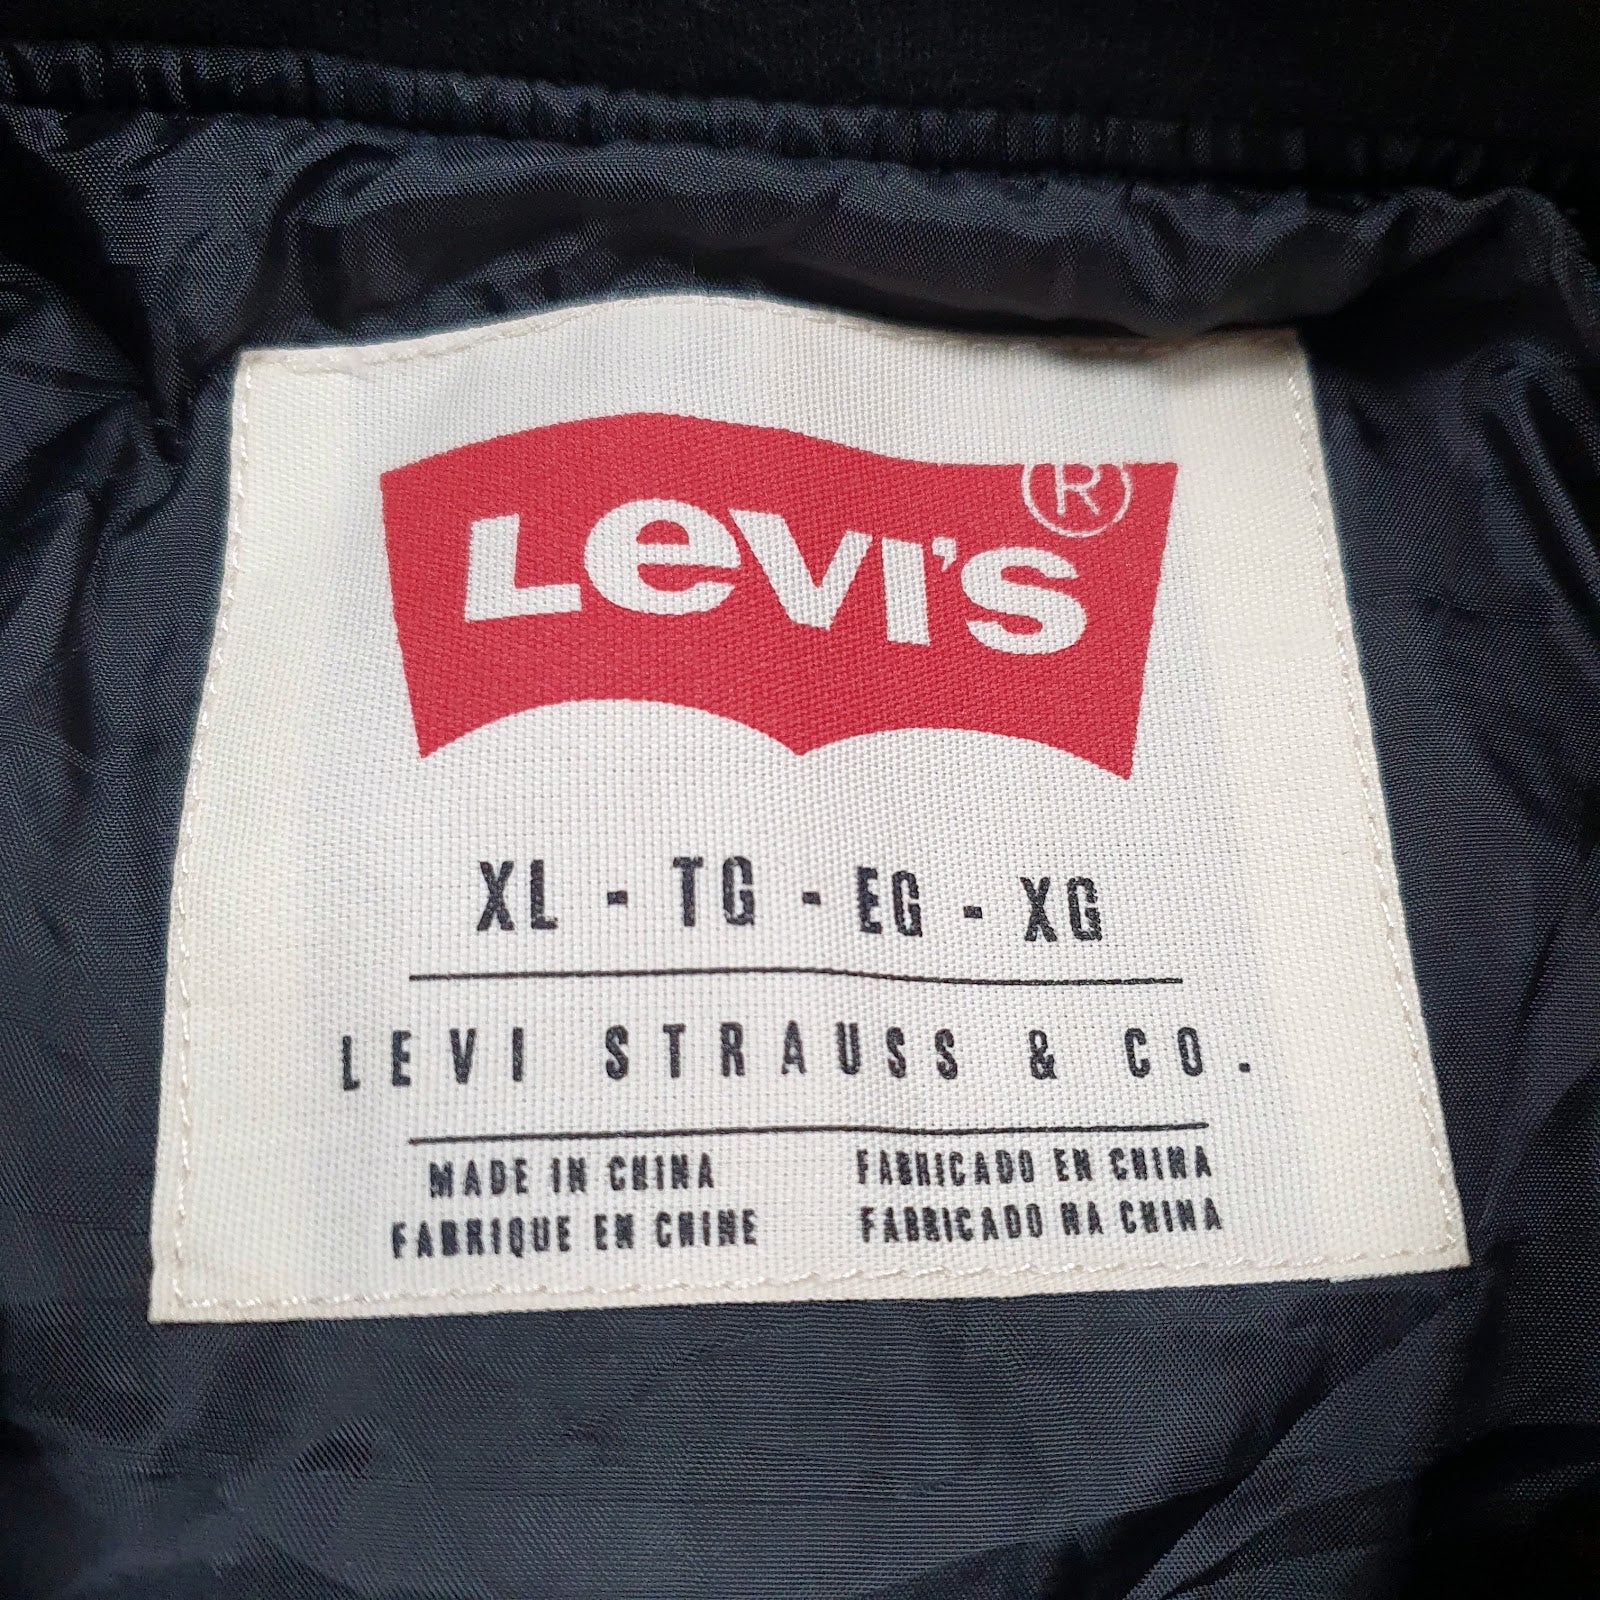 Levi's ®
XL - TG - EG - XG
LEVI STRAUSS & CO.
MADE IN CHINA
FABRIQUE EN CHINE
FABRICADO EN CHINA
FABRICADO NA CHINA